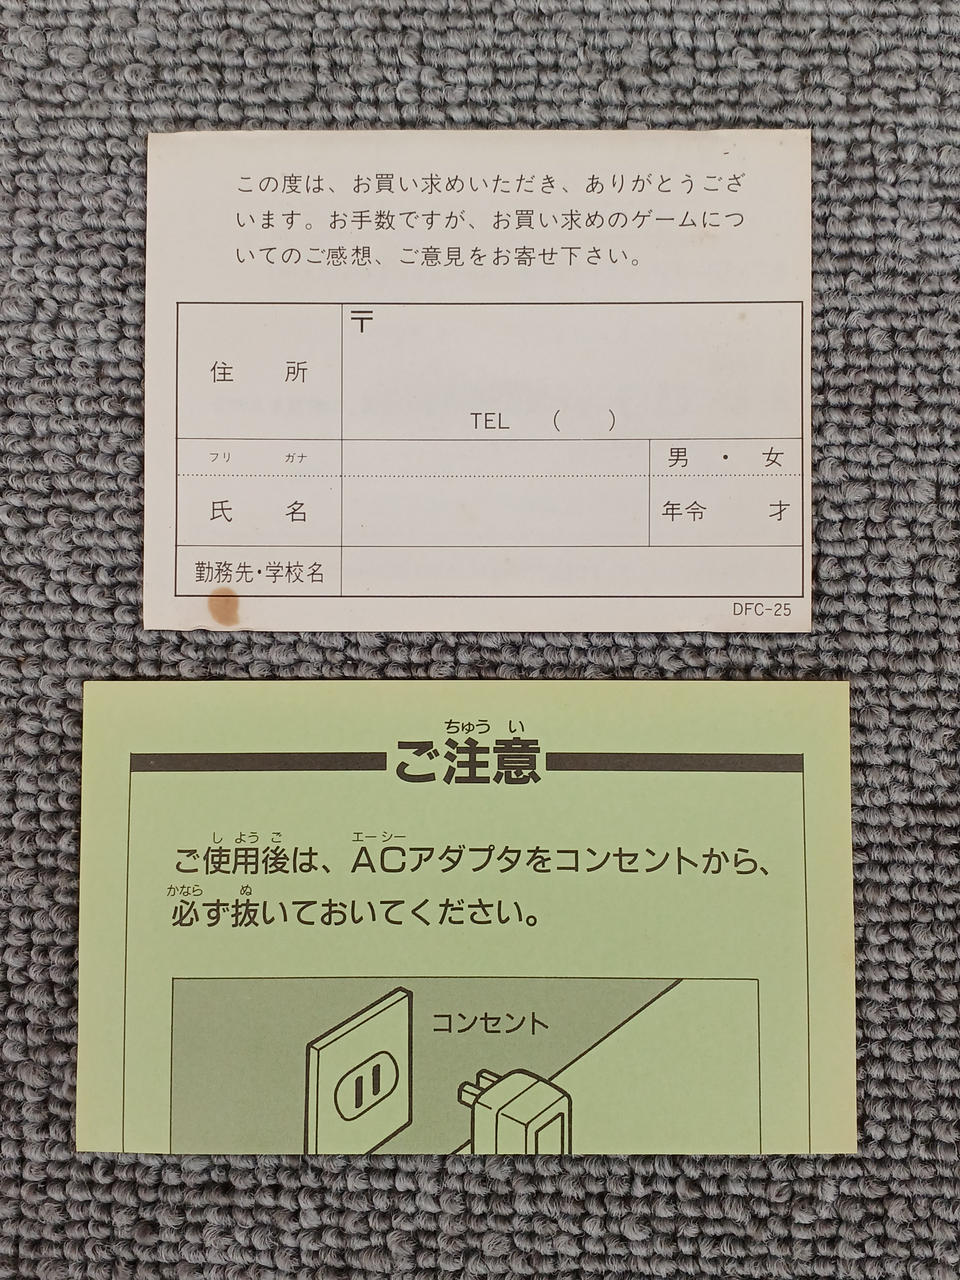 この度は、お買い求めいただき、ありがとうござ
います。お手数ですが、お買い求めのゲームにつ
いてのご感想、ご意見をお寄せ下さい。
〒
住 所
TEL ( )
フリ ガナ
男 ・ 女
氏 名
年令 才
勤務先・学校名
DFC-25
ちゅう い
ご注意
し よう ご エー シー
ご使用後は、ACアダプタをコンセントから、
かなら ぬ
必ず抜いておいてください。
コンセント